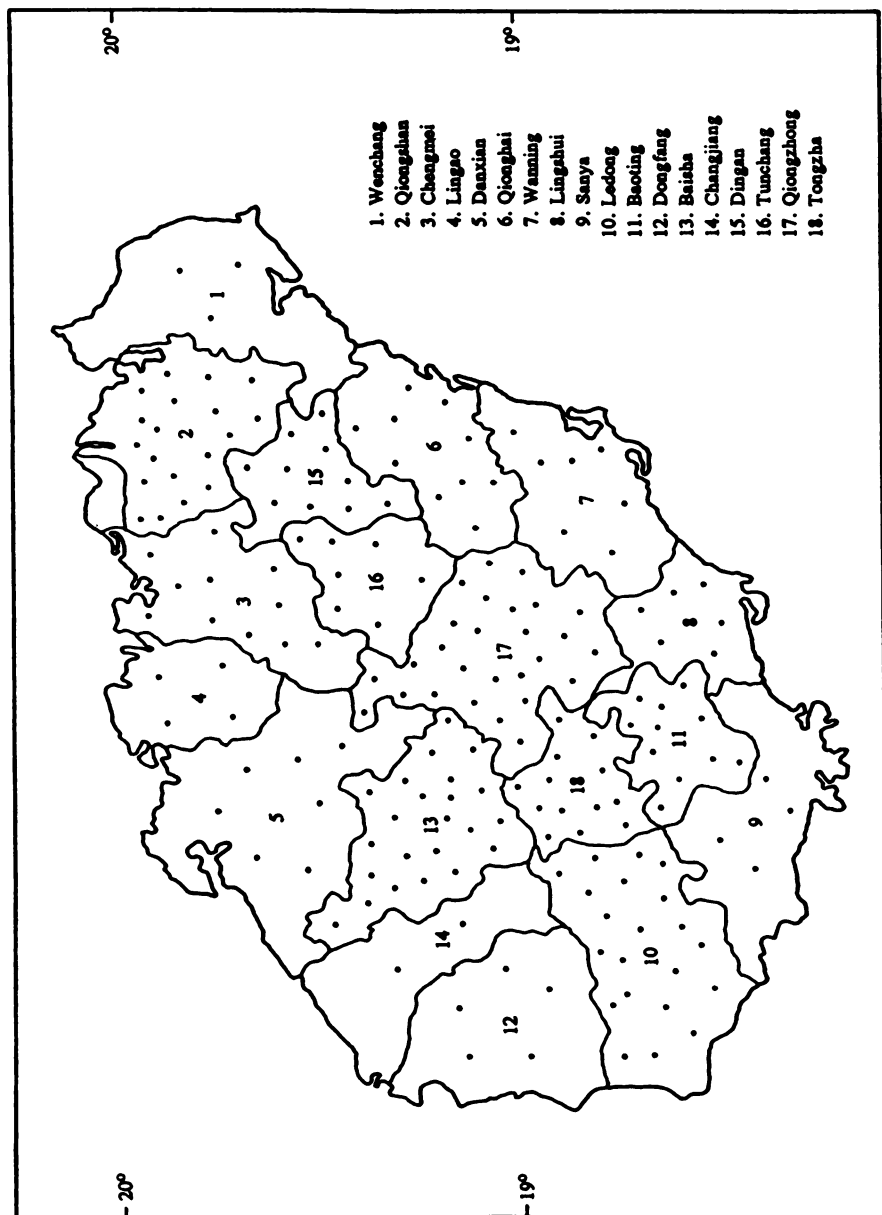 20°
19°
1. Wenchang
2. Qiongshan
3. Chengmei
4. Lingao
5. Danxian
6. Qionghai
7. Wanning
8. Lingshui
9. Sanya
10. Ledong
11. Baoting
12. Dongfang
13. Baisha
14. Changjiang
15. Dingan
16. Tunchang
17. Qiongzhong
18. Tongzha
1
2
15
6
7
3
16
17
8
4
11
18
5
13
9
14
10
12
20°
19°